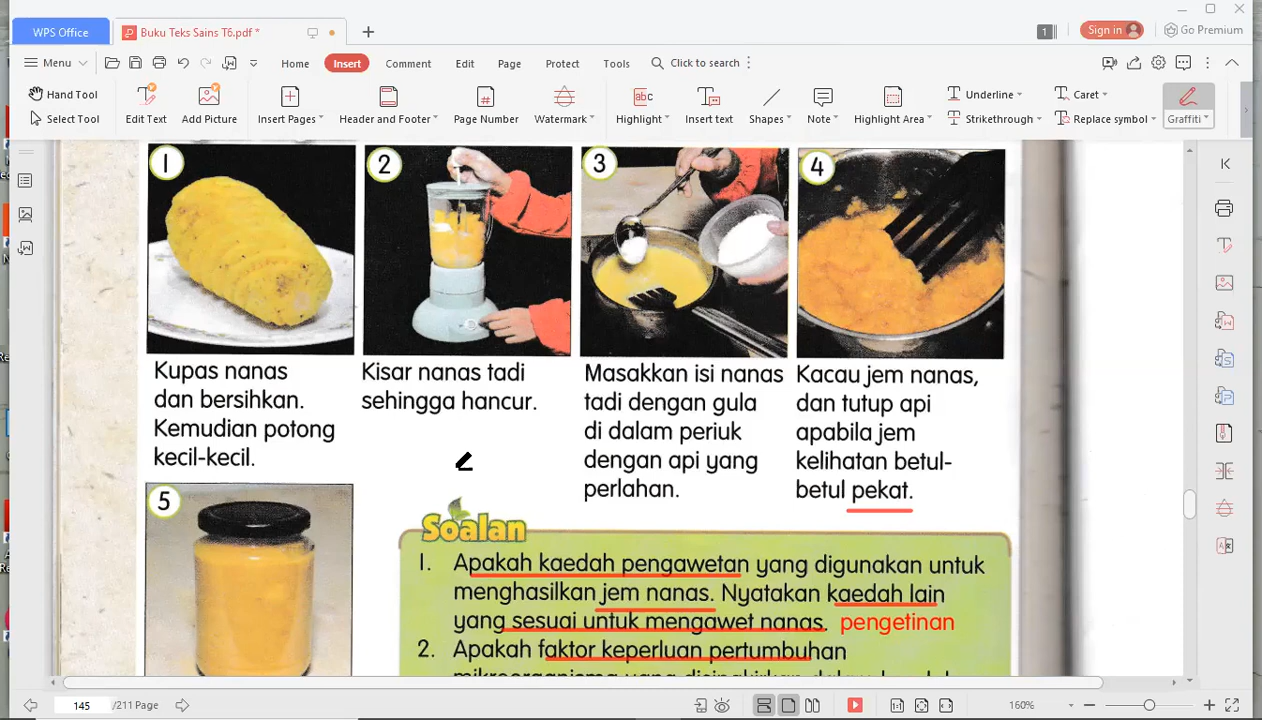 WPS Office
Buku Teks Sains T6.pdf *
1
Sign in
Go Premium
Menu
Home
Insert
Comment
Edit
Page
Protect
Tools
Click to search
Hand Tool
Select Tool
Edit Text
Add Picture
Insert Pages
Header and Footer
Page Number
Watermark
Highlight
Insert text
Shapes
Note
Highlight Area
Underline
Strikethrough
Caret
Replace symbol
Graffiti
1
2
3
4
Kupas nanas
dan bersihkan.
Kemudian potong
kecil-kecil.
Kisar nanas tadi
sehingga hancur.
Masakkan isi nanas
tadi dengan gula
di dalam periuk
dengan api yang
perlahan.
Kacau jem nanas,
dan tutup api
apabila jem
kelihatan betul-
betul pekat.
5
Soalan
1. Apakah kaedah pengawetan yang digunakan untuk
menghasilkan jem nanas. Nyatakan kaedah lain
yang sesuai untuk mengawet nanas. pengetinan
2. Apakah faktor keperluan pertumbuhan
145 /211 Page
160%